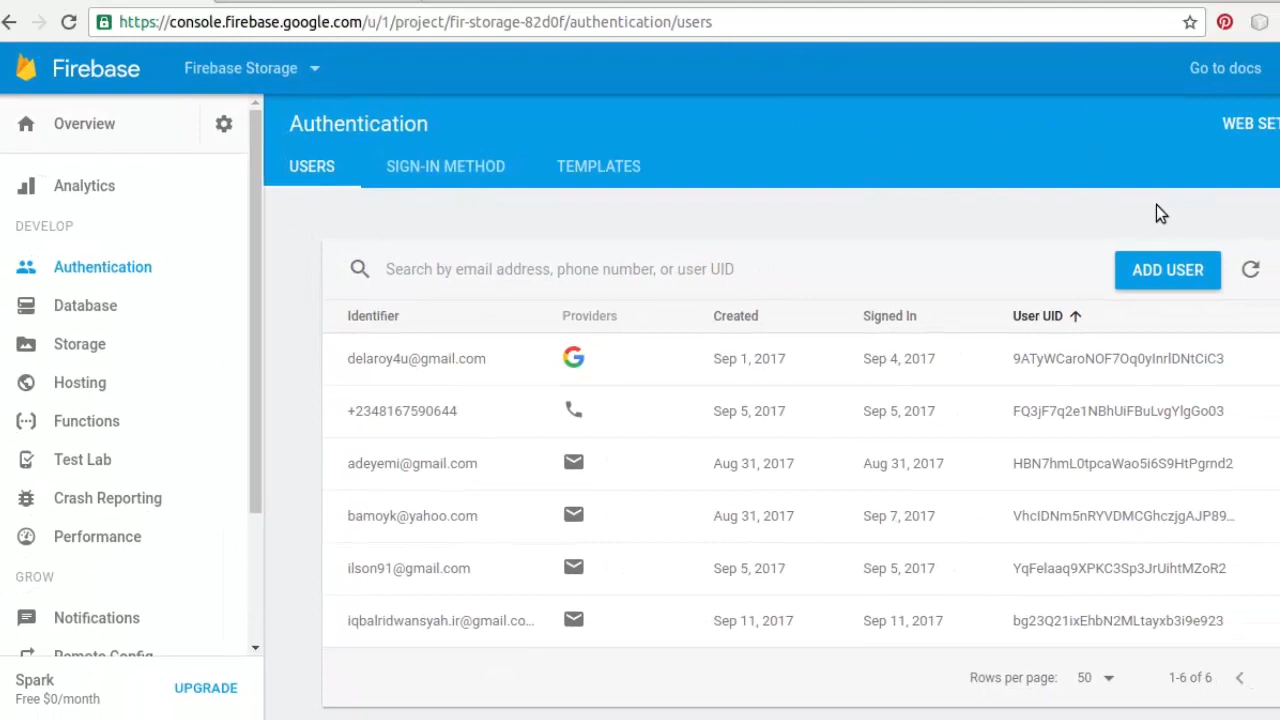 https://console.firebase.google.com/u/1/project/fir-storage-82d0f/authentication/users
Firebase
Firebase Storage
Go to docs
Overview
Authentication
WEB SET
USERS
SIGN-IN METHOD
TEMPLATES
Analytics
DEVELOP
Authentication
Database
Storage
Hosting
Functions
Test Lab
Crash Reporting
Performance
GROW
Notifications
Remote Config
Spark
Free $0/month
UPGRADE
Search by email address, phone number, or user UID
ADD USER
Identifier Providers Created Signed In User UID
delaroy4u@gmail.com Sep 1, 2017 Sep 4, 2017 9ATyWCaroNOF7Oq0yInrlDNtCiC3
+2348167590644 Sep 5, 2017 Sep 5, 2017 FQ3jF7q2e1NBhUiFBuLvgYlgGo03
adeyemi@gmail.com Aug 31, 2017 Aug 31, 2017 HBN7hmL0tpcaWao5i6S9HtPgrnd2
bamoyk@yahoo.com Aug 31, 2017 Sep 7, 2017 VhcIDNm5nRYVDMCGhczjgAJP89...
ilson91@gmail.com Sep 5, 2017 Sep 5, 2017 YqFelaaq9XPKC3Sp3JrUihtMZoR2
iqbalridwansyah.ir@gmail.co... Sep 11, 2017 Sep 11, 2017 bg23Q21ixEhbN2MLtayxb3i9e923
Rows per page: 50 1-6 of 6